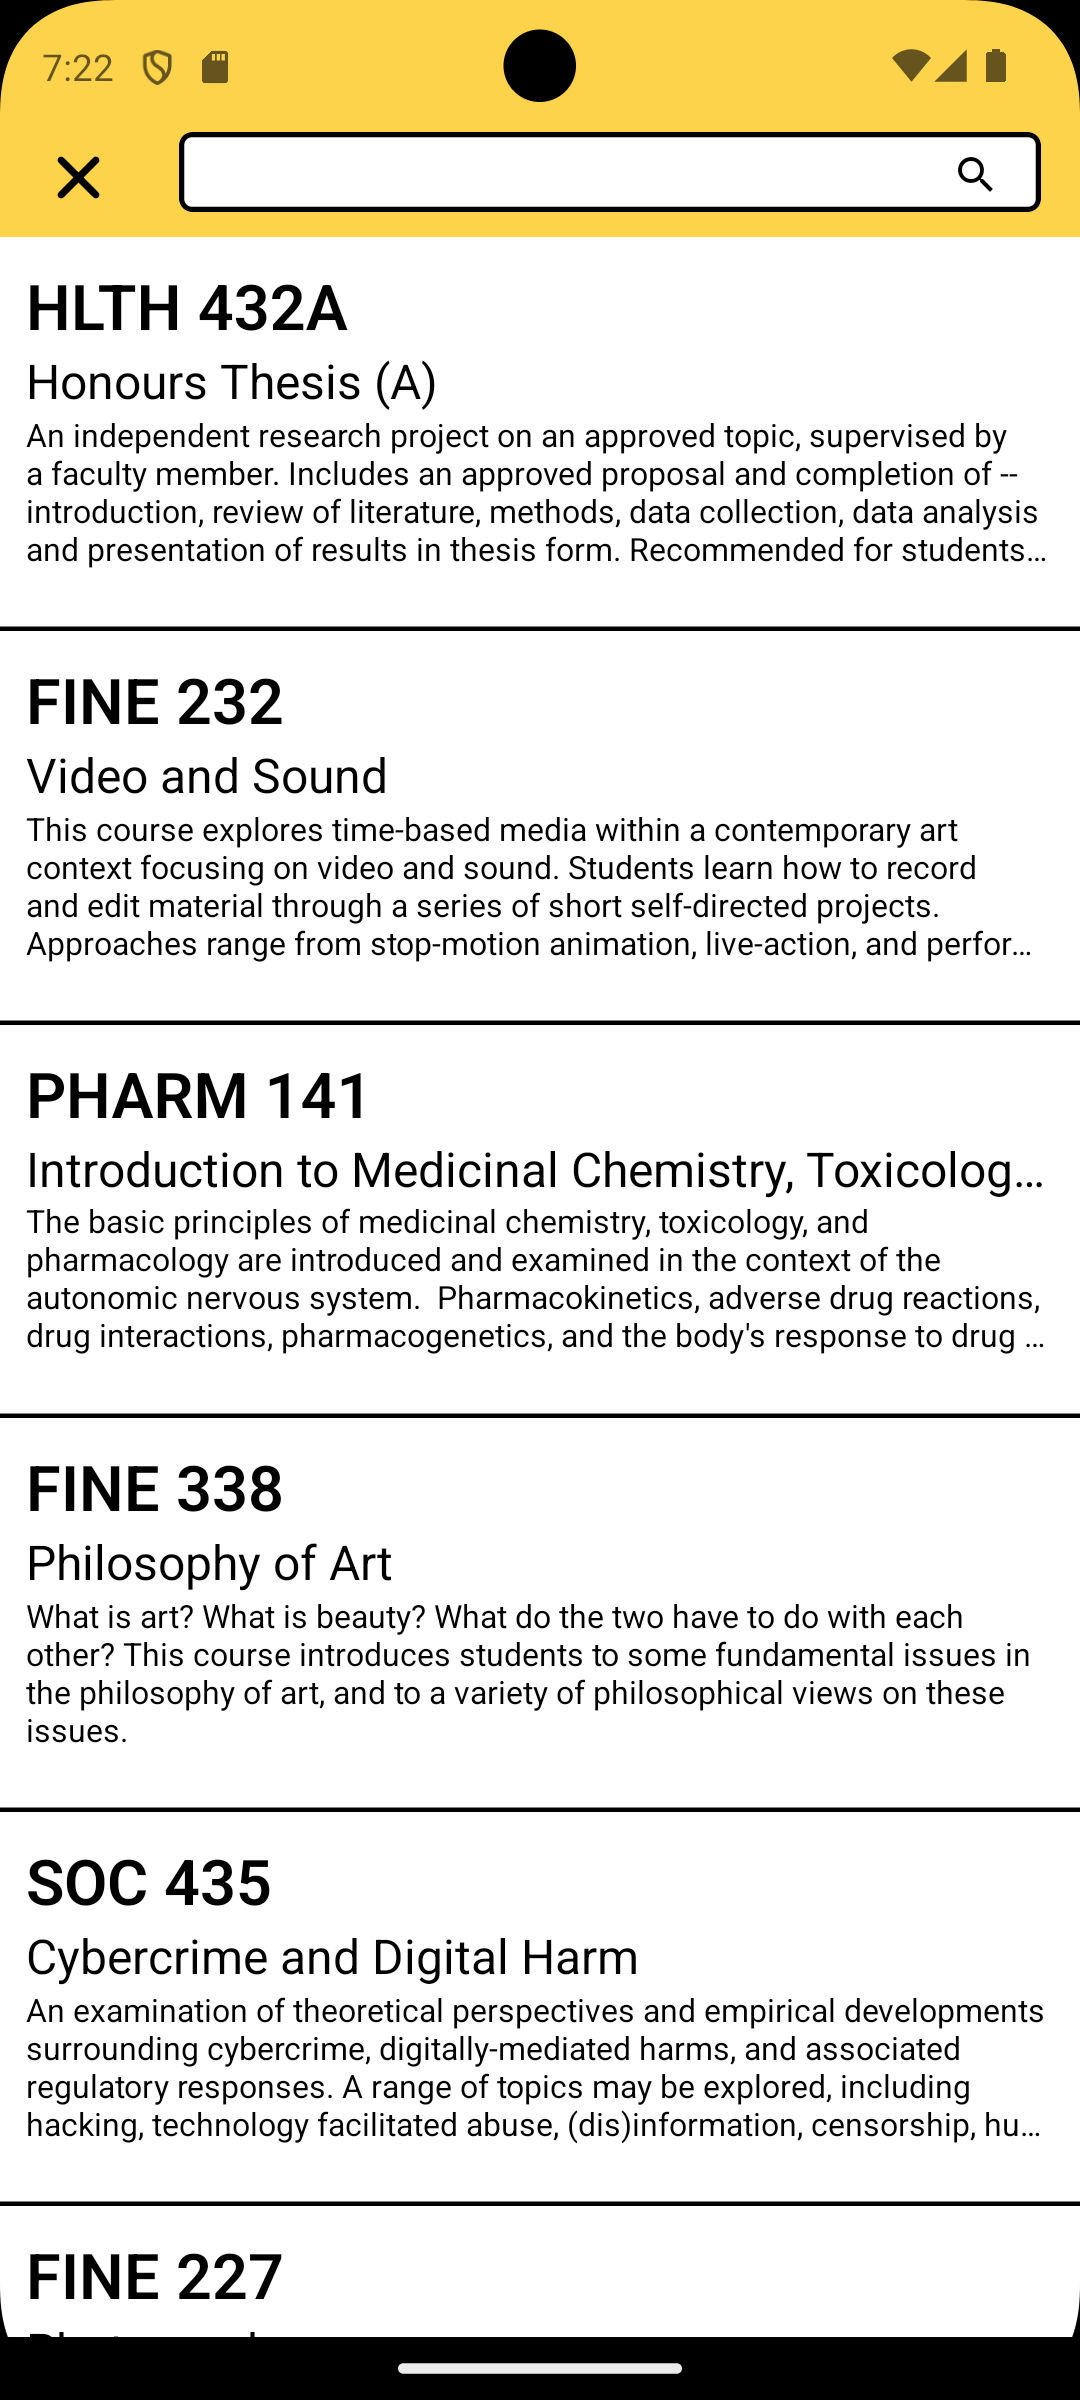 7:22
HLTH 432A
Honours Thesis (A)
An independent research project on an approved topic, supervised by
a faculty member. Includes an approved proposal and completion of --
introduction, review of literature, methods, data collection, data analysis
and presentation of results in thesis form. Recommended for students…
FINE 232
Video and Sound
This course explores time-based media within a contemporary art
context focusing on video and sound. Students learn how to record
and edit material through a series of short self-directed projects.
Approaches range from stop-motion animation, live-action, and perfor…
PHARM 141
Introduction to Medicinal Chemistry, Toxicolog…
The basic principles of medicinal chemistry, toxicology, and
pharmacology are introduced and examined in the context of the
autonomic nervous system.  Pharmacokinetics, adverse drug reactions,
drug interactions, pharmacogenetics, and the body's response to drug …
FINE 338
Philosophy of Art
What is art? What is beauty? What do the two have to do with each
other? This course introduces students to some fundamental issues in
the philosophy of art, and to a variety of philosophical views on these
issues.
SOC 435
Cybercrime and Digital Harm
An examination of theoretical perspectives and empirical developments
surrounding cybercrime, digitally-mediated harms, and associated
regulatory responses. A range of topics may be explored, including
hacking, technology facilitated abuse, (dis)information, censorship, hu…
FINE 227